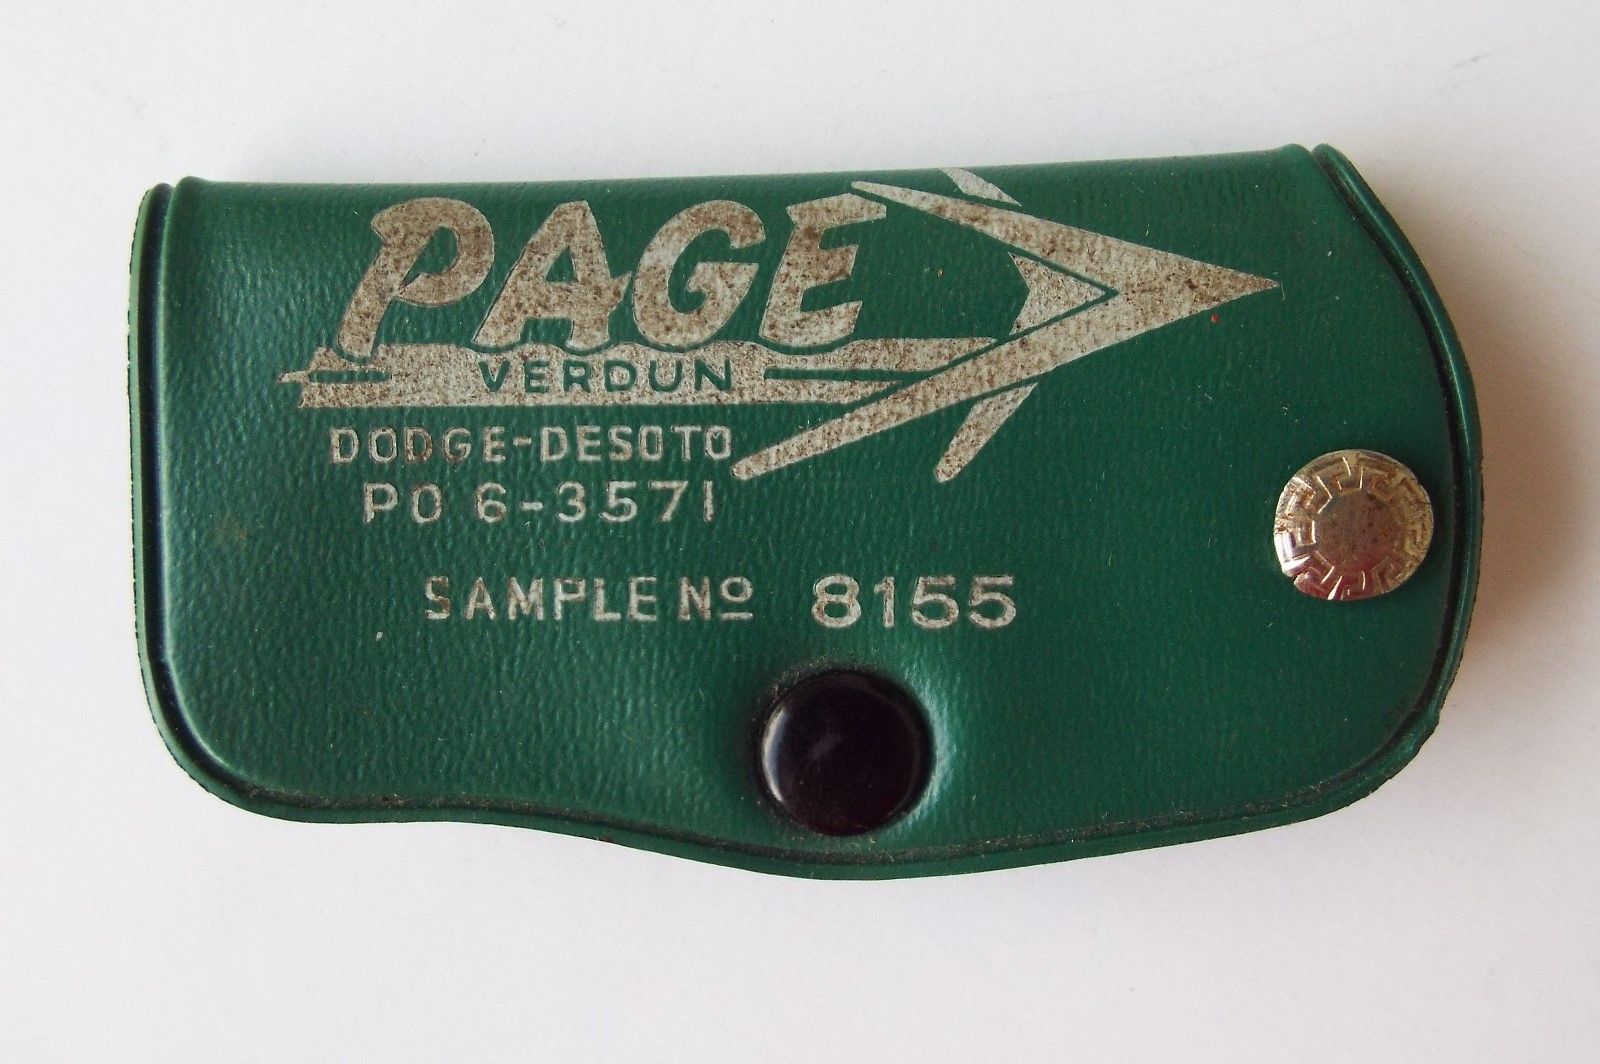 PAGE
VERDUN
DODGE-DESOTO
PO 6-3571
SAMPLE Nº 8155